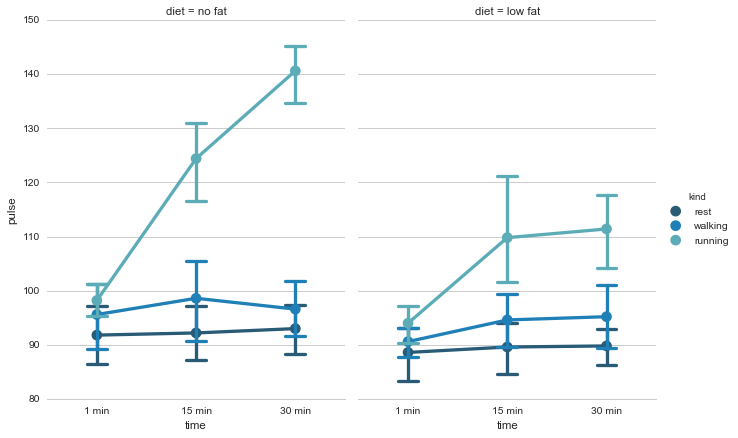 diet = no fat
diet = low fat
150
140
130
120
110
100
90
80
pulse
1 min
15 min
30 min
time
1 min
15 min
30 min
time
kind
rest
walking
running